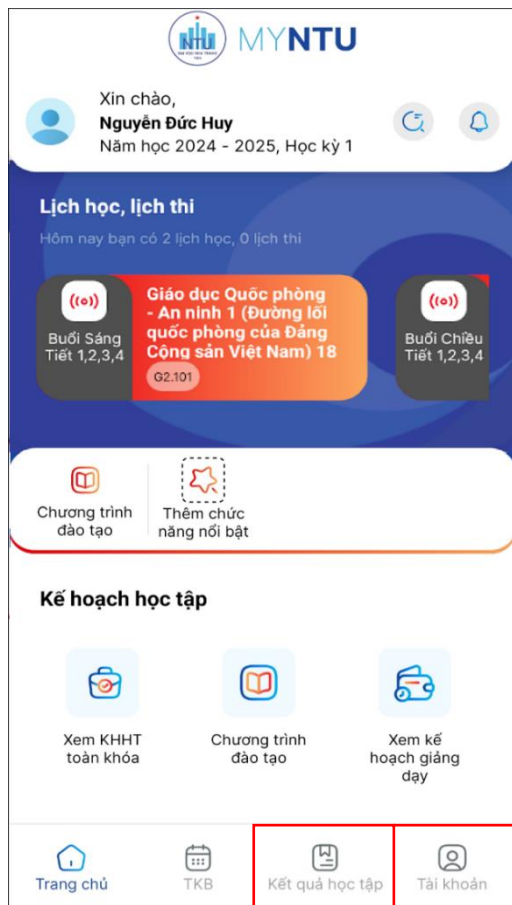 NTU
MYNTU
Xin chào,
Nguyễn Đức Huy
Năm học 2024 - 2025, Học kỳ 1
Lịch học, lịch thi
Hôm nay bạn có 2 lịch học, 0 lịch thi
Buổi Sáng
Tiết 1,2,3,4
Giáo dục Quốc phòng
- An ninh 1 (Đường lối
quốc phòng của Đảng
Cộng sản Việt Nam) 18
G2.101
Buổi Chiều
Tiết 1,2,3,4
Chương trình
đào tạo
Thêm chức
năng nổi bật
Kế hoạch học tập
Xem KHHT
toàn khóa
Chương trình
đào tạo
Xem kế
hoạch giảng
dạy
Trang chủ
TKB
Kết quả học tập
Tài khoản